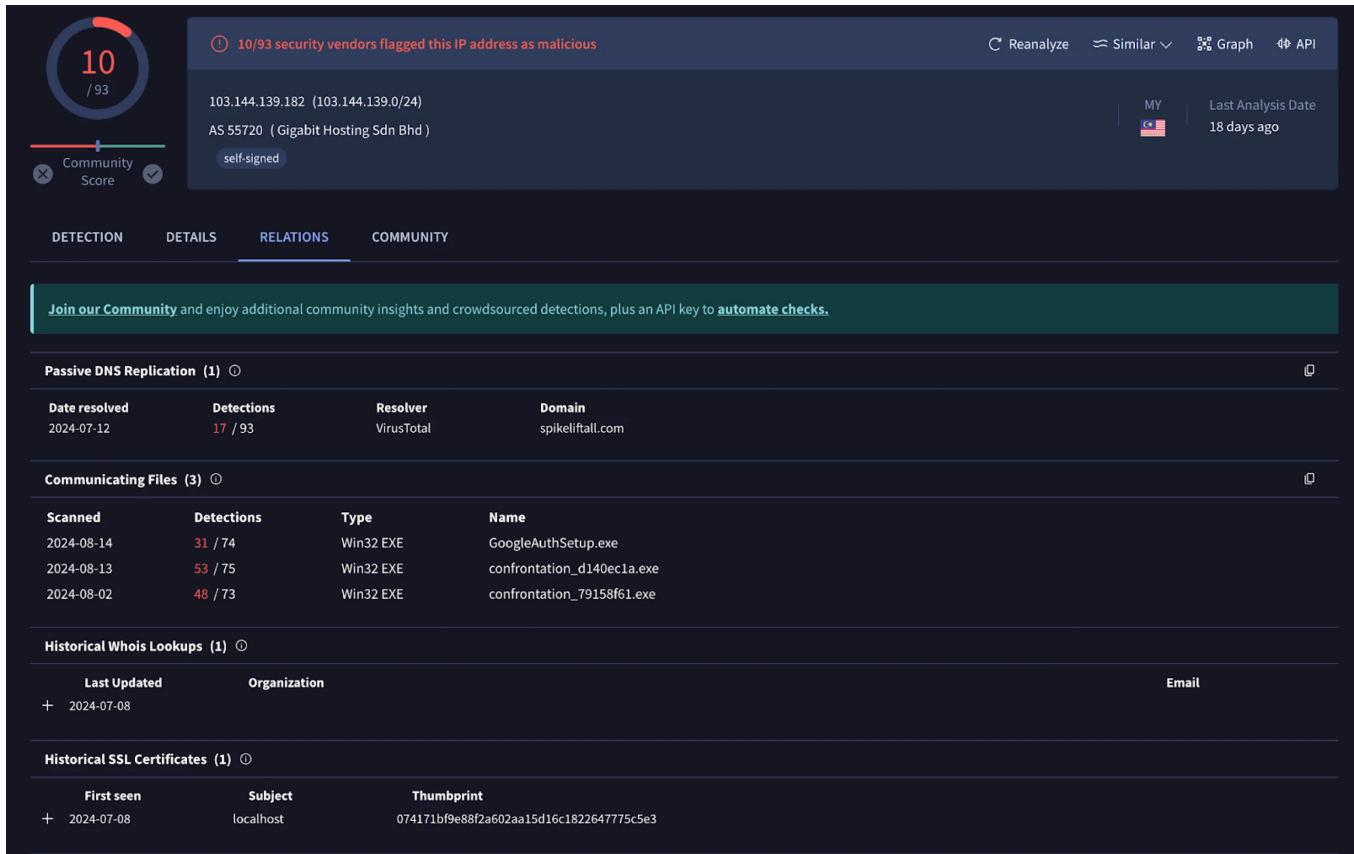 10
/ 93
Community
Score
10/93 security vendors flagged this IP address as malicious
Reanalyze Similar Graph API
103.144.139.182 (103.144.139.0/24)
AS 55720 ( Gigabit Hosting Sdn Bhd )
self-signed
MY
Last Analysis Date
18 days ago
DETECTION DETAILS RELATIONS COMMUNITY
Join our Community and enjoy additional community insights and crowdsourced detections, plus an API key to automate checks.
Passive DNS Replication (1)
Date resolved Detections Resolver Domain
2024-07-12 17 / 93 VirusTotal spikeliftall.com
Communicating Files (3)
Scanned Detections Type Name
2024-08-14 31 / 74 Win32 EXE GoogleAuthSetup.exe
2024-08-13 53 / 75 Win32 EXE confrontation_d140ec1a.exe
2024-08-02 48 / 73 Win32 EXE confrontation_79158f61.exe
Historical Whois Lookups (1)
Last Updated Organization Email
+ 2024-07-08
Historical SSL Certificates (1)
First seen Subject Thumbprint
+ 2024-07-08 localhost 074171bf9e88f2a602aa15d16c1822647775c5e3